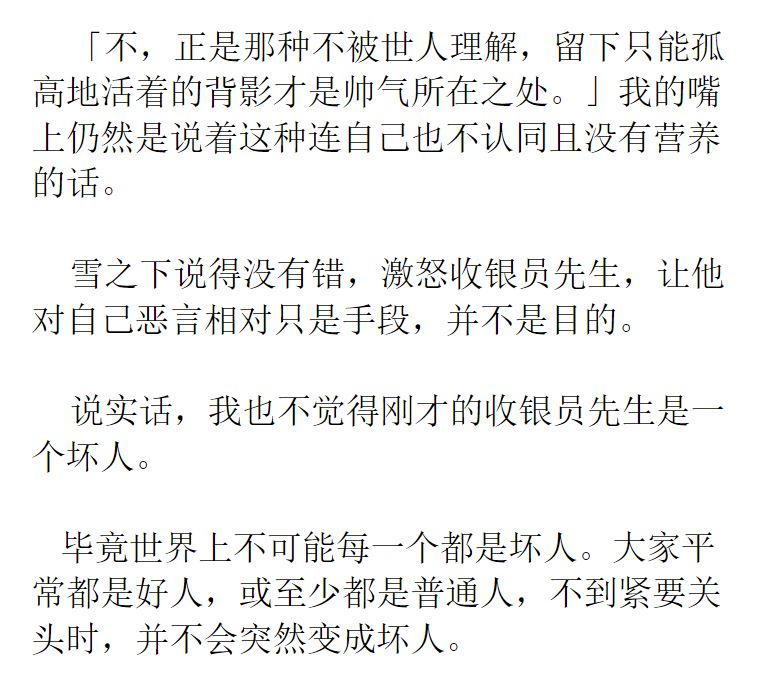 「不，正是那种不被世人理解，留下只能孤
高地活着的背影才是帅气所在之处。」我的嘴
上仍然是说着这种连自己也不认同且没有营养
的话。
雪之下说得没有错，激怒收银员先生，让他
对自己恶言相对只是手段，并不是目的。
说实话，我也不觉得刚才的收银员先生是一
个坏人。
毕竟世界上不可能每一个都是坏人。大家平
常都是好人，或至少都是普通人，不到紧要关
头时，并不会突然变成坏人。